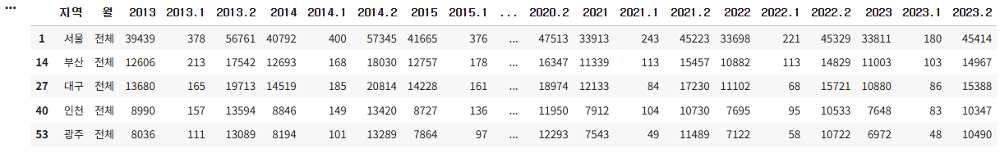 ...
지역 월 2013 2013.1 2013.2 2014 2014.1 2014.2 2015 2015.1 ... 2020.2 2021 2021.1 2021.2 2022 2022.1 2022.2 2023 2023.1 2023.2
1 서울 전체 39439 378 56761 40792 400 57345 41665 376 ... 47513 33913 243 45223 33698 221 45329 33811 180 45414
14 부산 전체 12606 213 17542 12693 168 18030 12757 178 ... 16347 11339 113 15457 10882 113 14829 11003 103 14967
27 대구 전체 13680 165 19713 14519 185 20814 14228 161 ... 18974 12133 84 17230 11102 68 15721 10880 86 15388
40 인천 전체 8990 157 13594 8846 149 13420 8727 136 ... 11950 7912 104 10730 7695 95 10533 7648 83 10347
53 광주 전체 8036 111 13089 8194 101 13289 7864 97 ... 12293 7543 49 11489 7122 58 10722 6972 48 10490